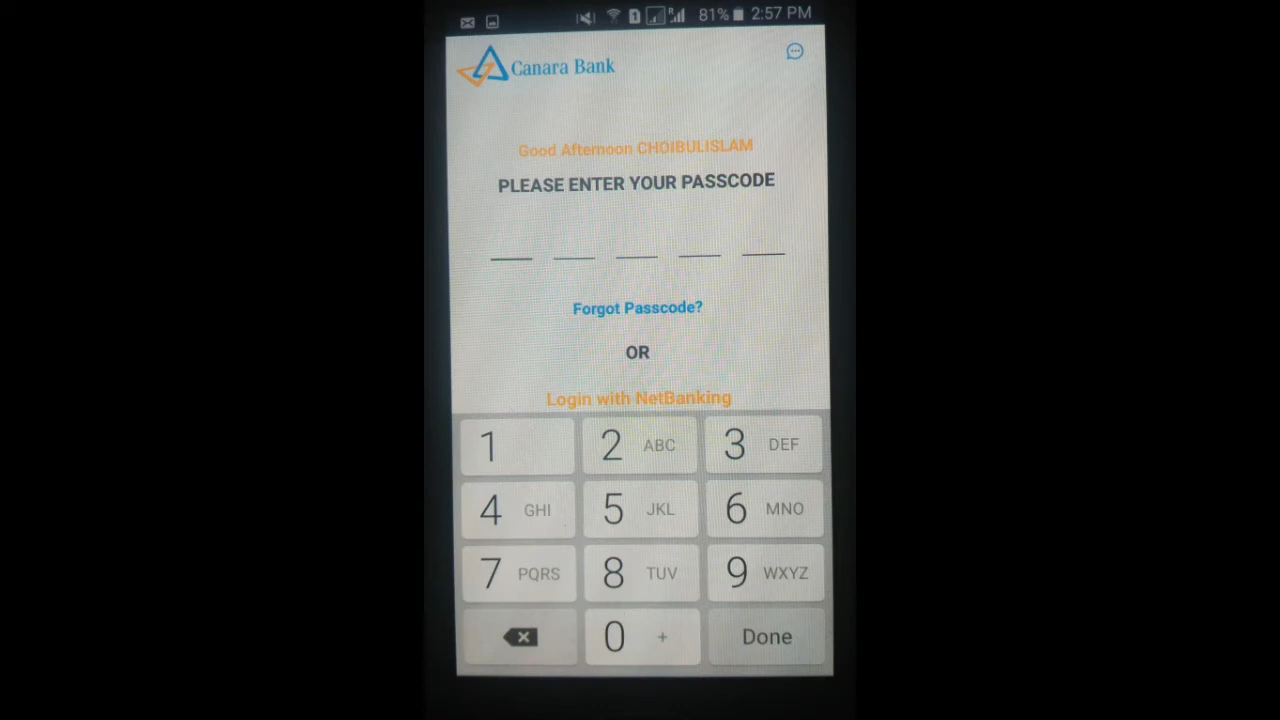 81% 2:57 PM
Canara Bank
Good Afternoon CHOIBULISLAM
PLEASE ENTER YOUR PASSCODE
Forgot Passcode?
OR
Login with NetBanking
1 2 ABC 3 DEF
4 GHI 5 JKL 6 MNO
7 PQRS 8 TUV 9 WXYZ
0 + Done